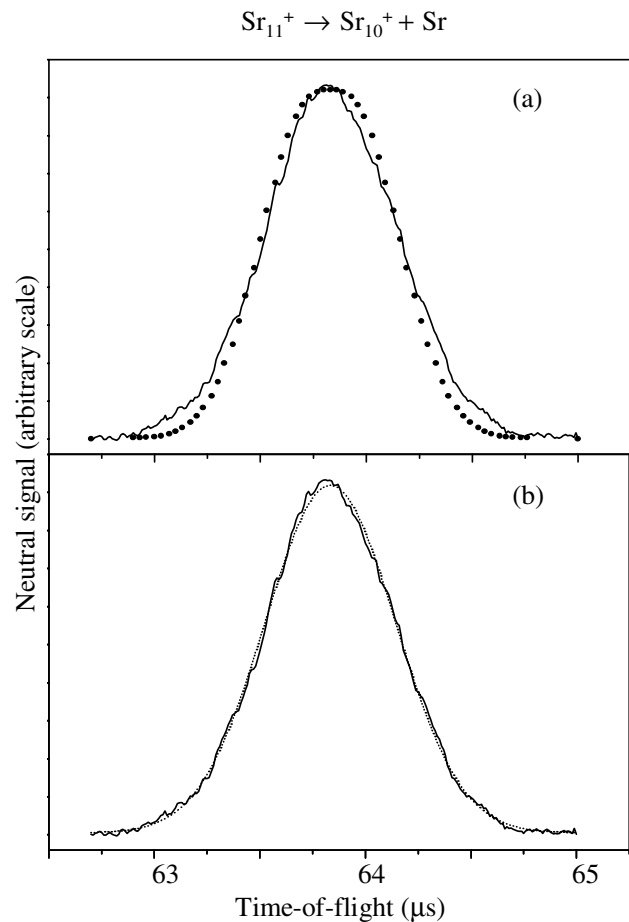 Sr₁₁⁺ → Sr₁₀⁺ + Sr
(a)
(b)
Neutral signal (arbitrary scale)
63 64 65
Time-of-flight (μs)